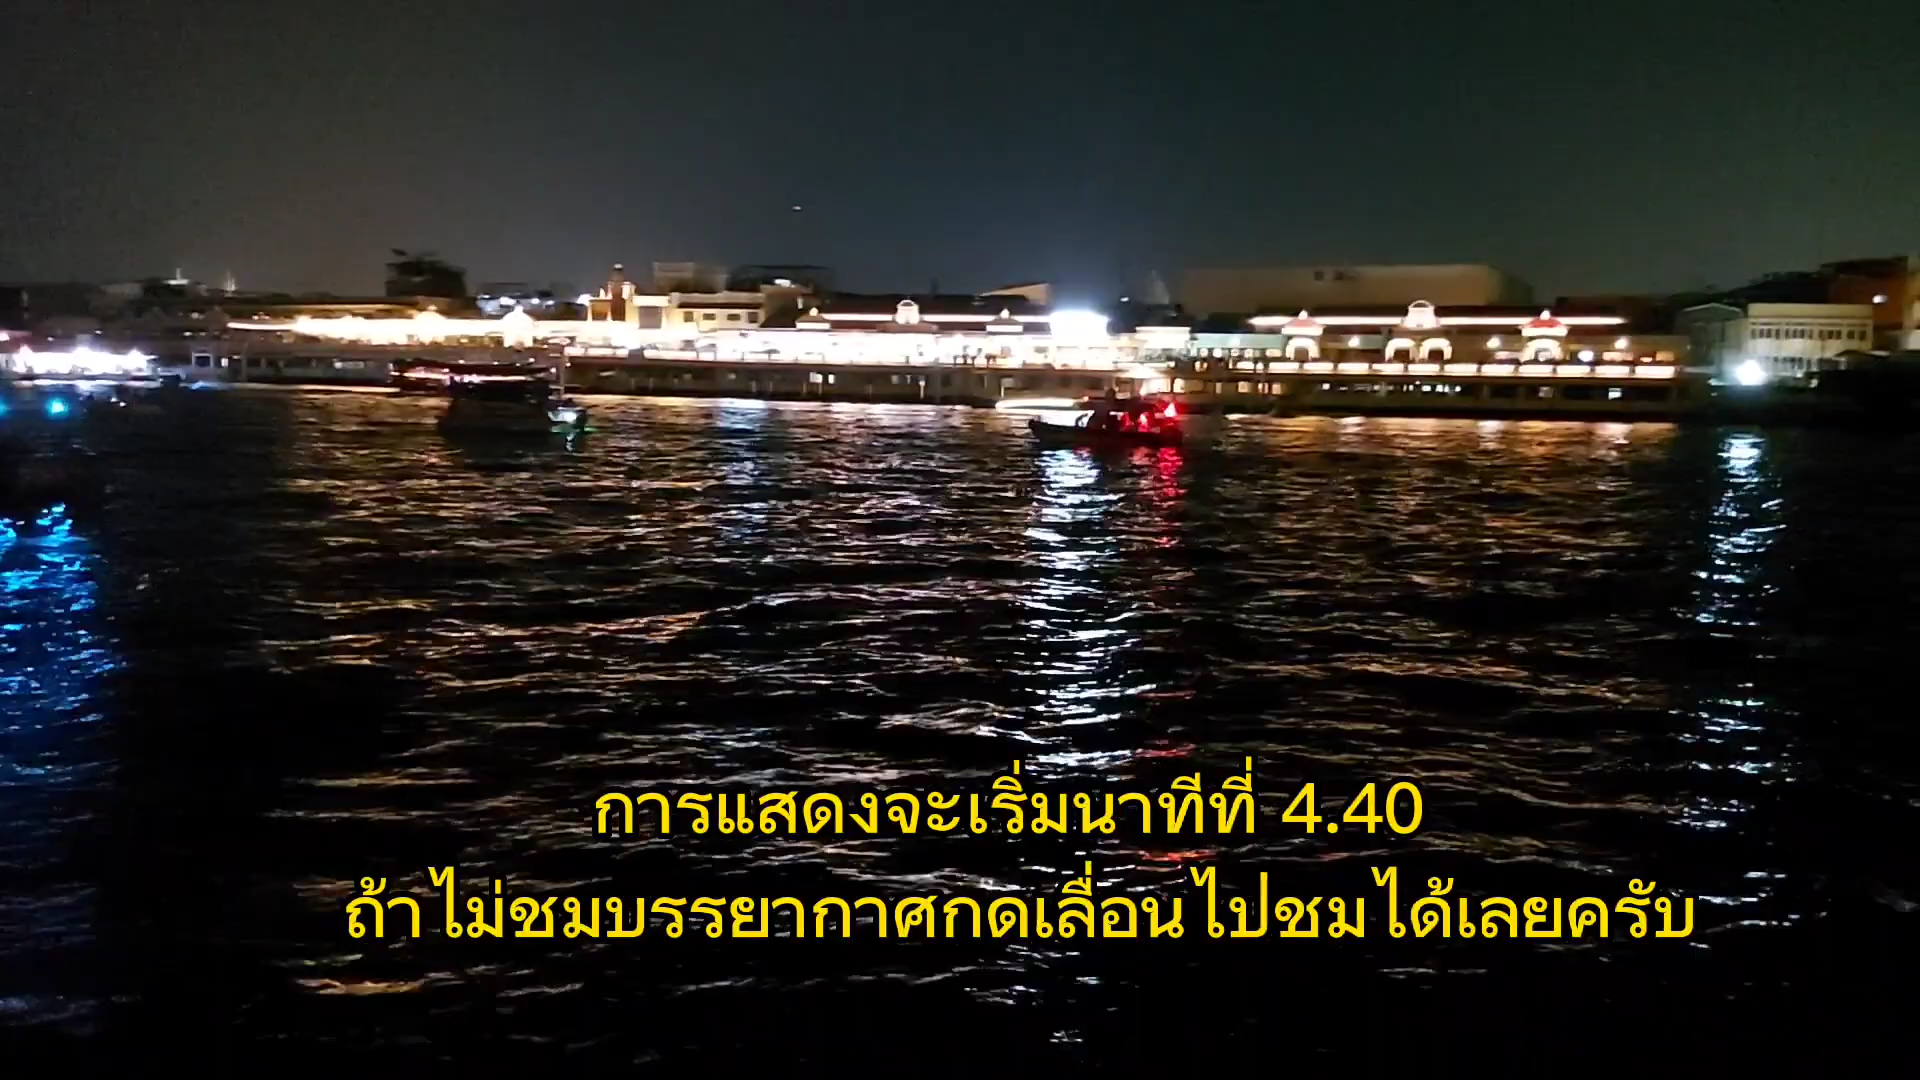 การแสดงจะเริ่มนาทีที่ 4.40
ถ้าไม่ชมบรรยากาศกดเลื่อนไปชมได้เลยครับ